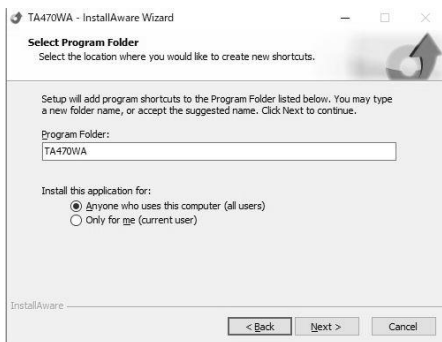 TA470WA - InstallAware Wizard
Select Program Folder
Select the location where you would like to create new shortcuts.
Setup will add program shortcuts to the Program Folder listed below. You may type
a new folder name, or accept the suggested name. Click Next to continue.
Program Folder:
TA470WA
Install this application for:
Anyone who uses this computer (all users)
Only for me (current user)
InstallAware
< Back Next > Cancel